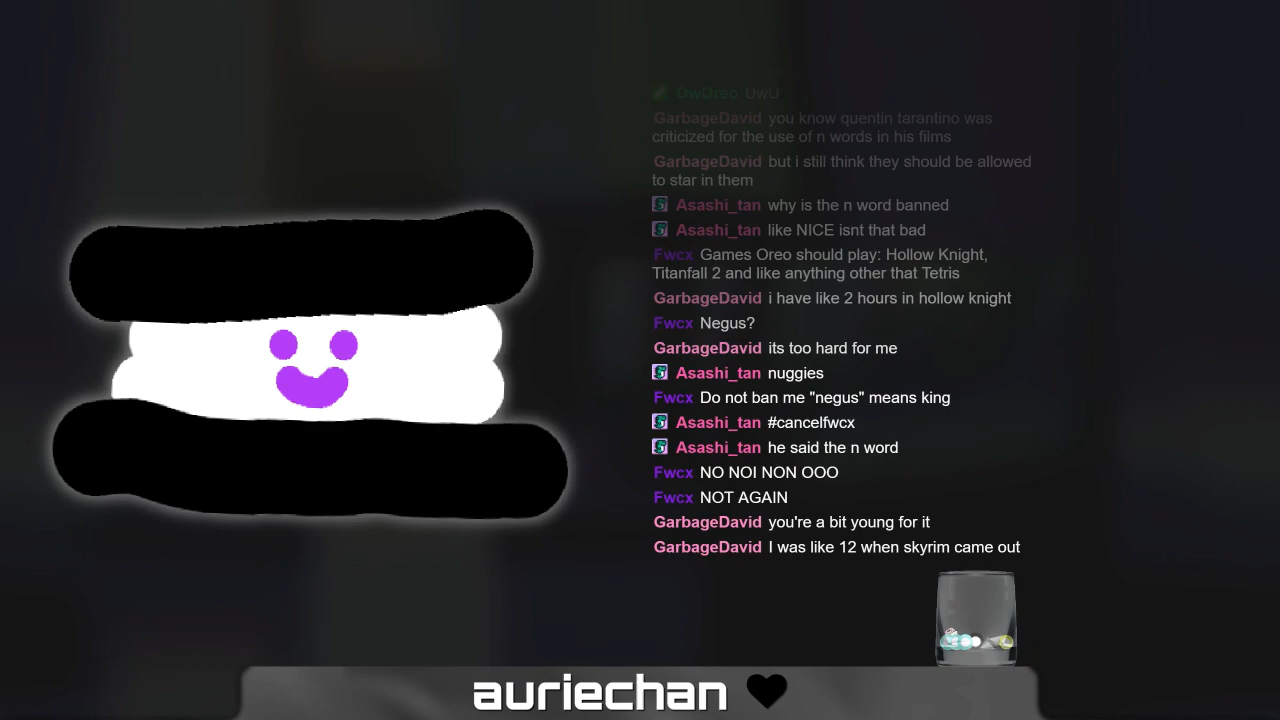 OwOreo UwU
GarbageDavid you know quentin tarantino was
criticized for the use of n words in his films
GarbageDavid but i still think they should be allowed
to star in them
Asashi_tan why is the n word banned
Asashi_tan like NICE isnt that bad
Fwcx Games Oreo should play: Hollow Knight,
Titanfall 2 and like anything other that Tetris
GarbageDavid i have like 2 hours in hollow knight
Fwcx Negus?
GarbageDavid its too hard for me
Asashi_tan nuggies
Fwcx Do not ban me "negus" means king
Asashi_tan #cancelfwcx
Asashi_tan he said the n word
Fwcx NO NOI NON OOO
Fwcx NOT AGAIN
GarbageDavid you're a bit young for it
GarbageDavid I was like 12 when skyrim came out
auriechan